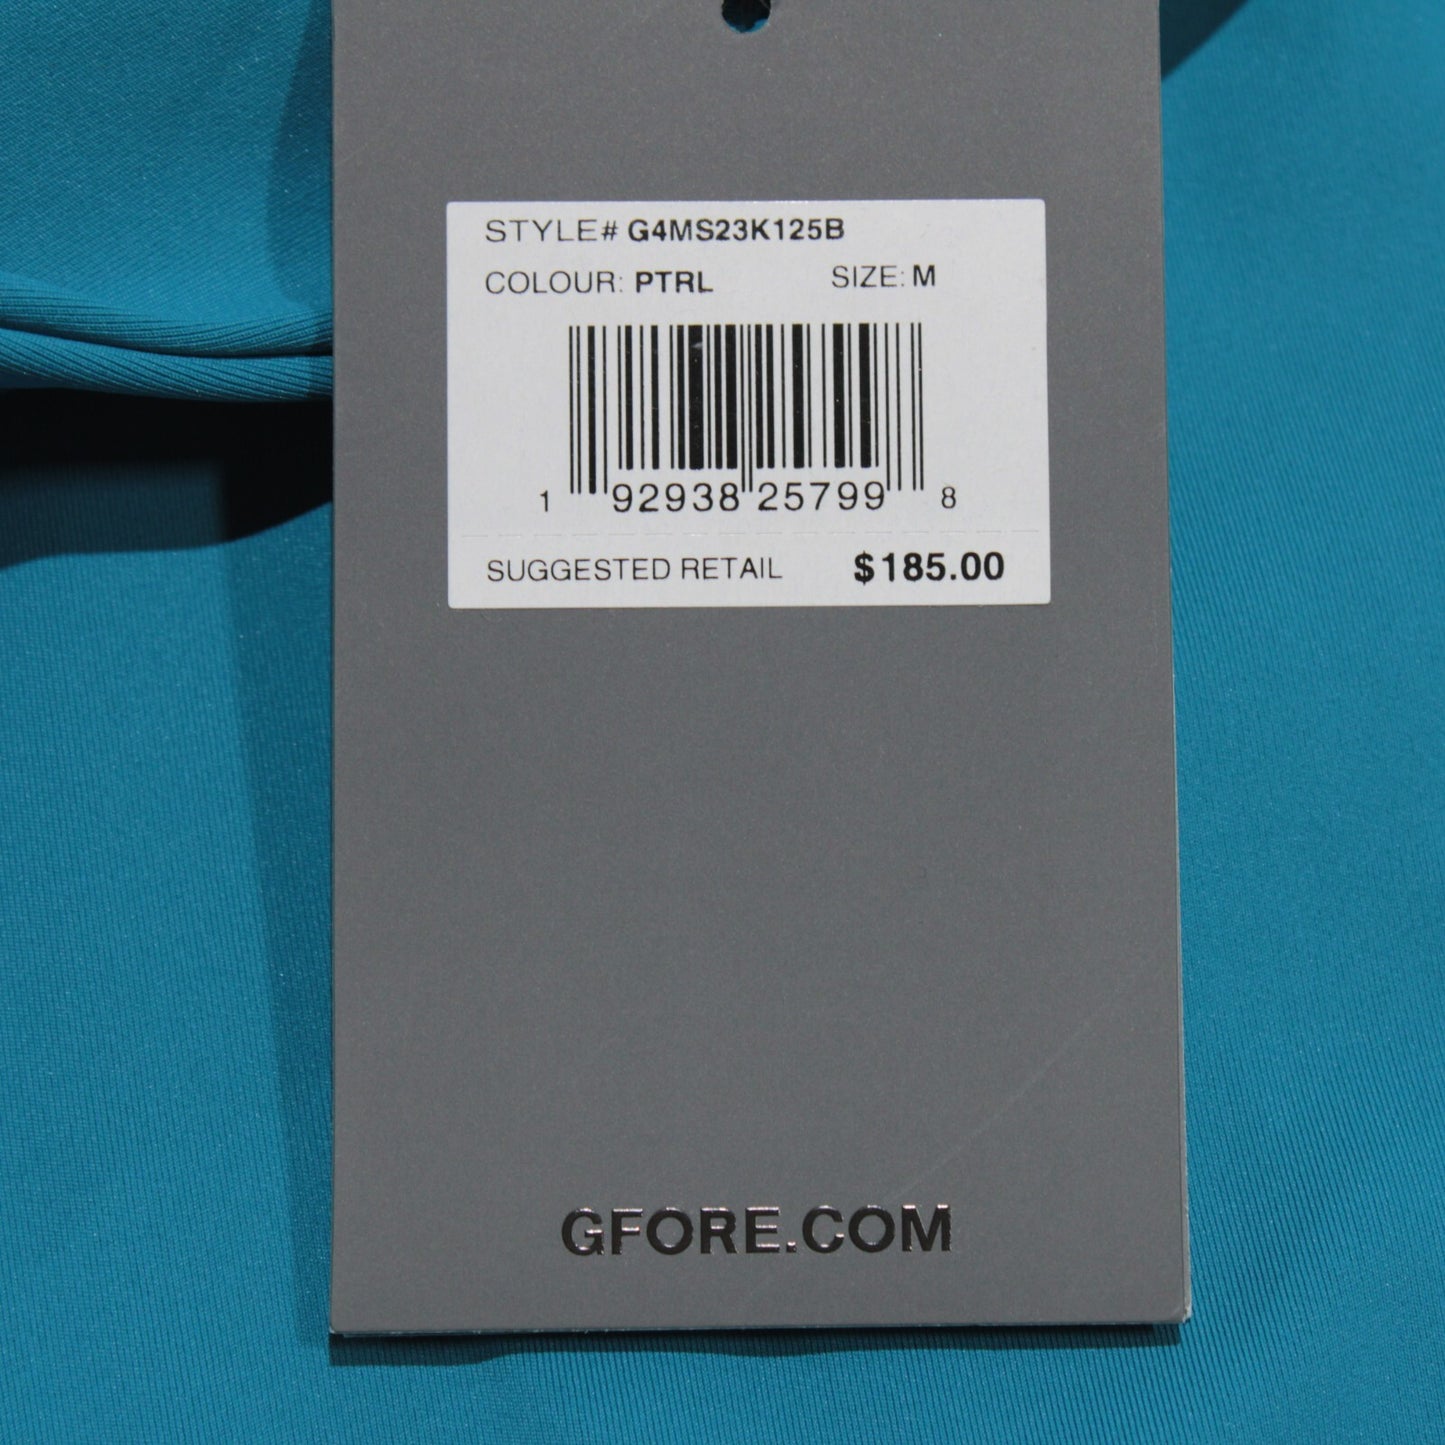 STYLE# G4MS23K125B
COLOUR: PTRL SIZE: M
1 92938 25799 8
SUGGESTED RETAIL $185.00
GFORE.COM